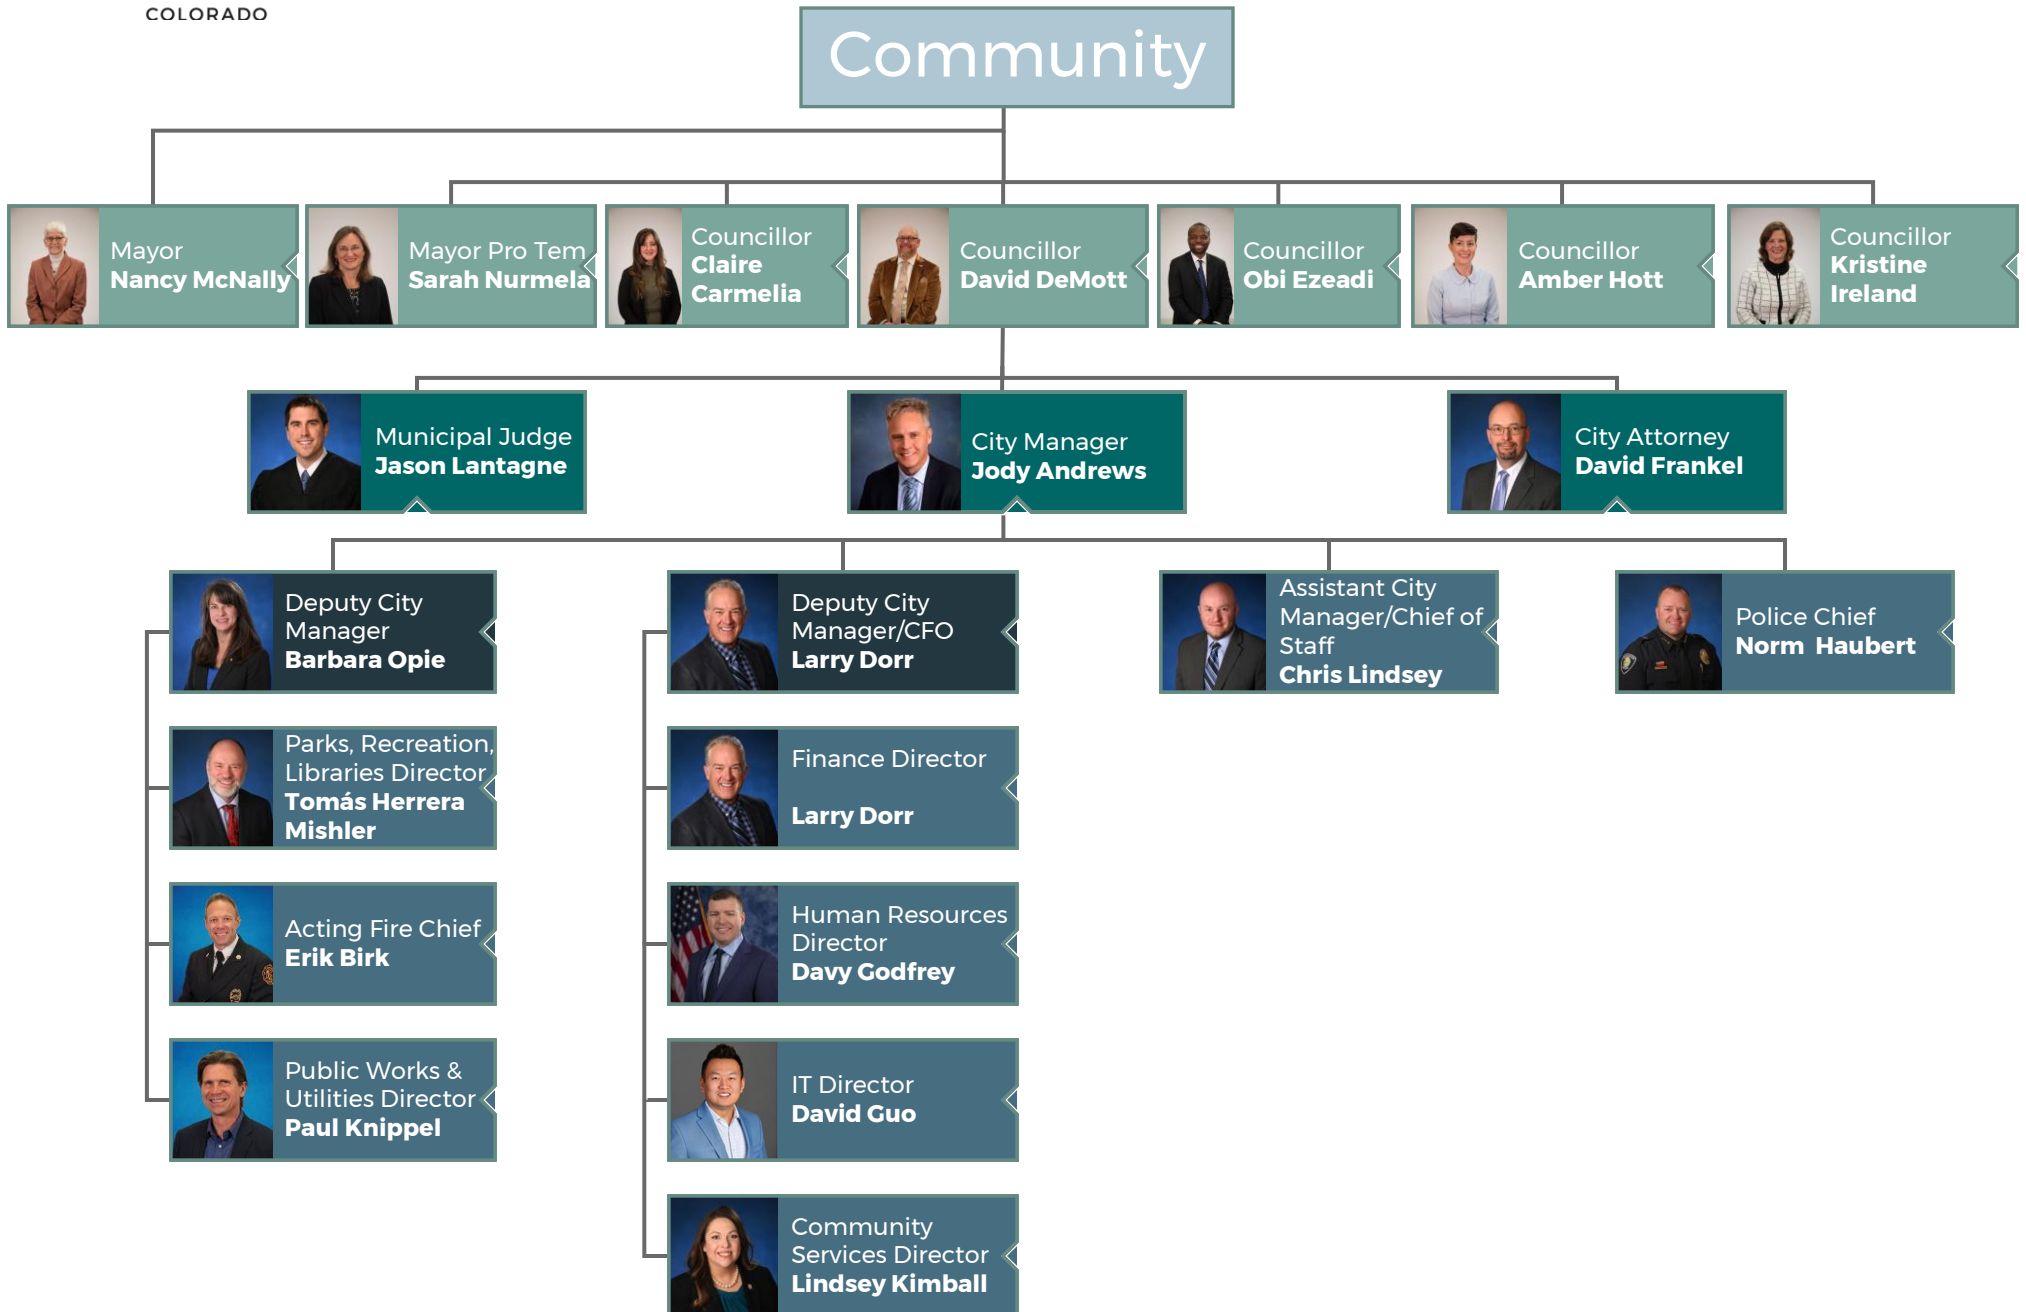 COLORADO
Community
Mayor
Nancy McNally
Mayor Pro Tem
Sarah Nurmela
Councillor
Claire
Carmelia
Councillor
David DeMott
Councillor
Obi Ezeadi
Councillor
Amber Hott
Councillor
Kristine
Ireland
Municipal Judge
Jason Lantagne
City Manager
Jody Andrews
City Attorney
David Frankel
Deputy City
Manager
Barbara Opie
Deputy City
Manager/CFO
Larry Dorr
Assistant City
Manager/Chief of
Staff
Chris Lindsey
Police Chief
Norm  Haubert
Parks, Recreation,
Libraries Director
Tomás Herrera
Mishler
Finance Director
Larry Dorr
Acting Fire Chief
Erik Birk
Human Resources
Director
Davy Godfrey
Public Works &
Utilities Director
Paul Knippel
IT Director
David Guo
Community
Services Director
Lindsey Kimball